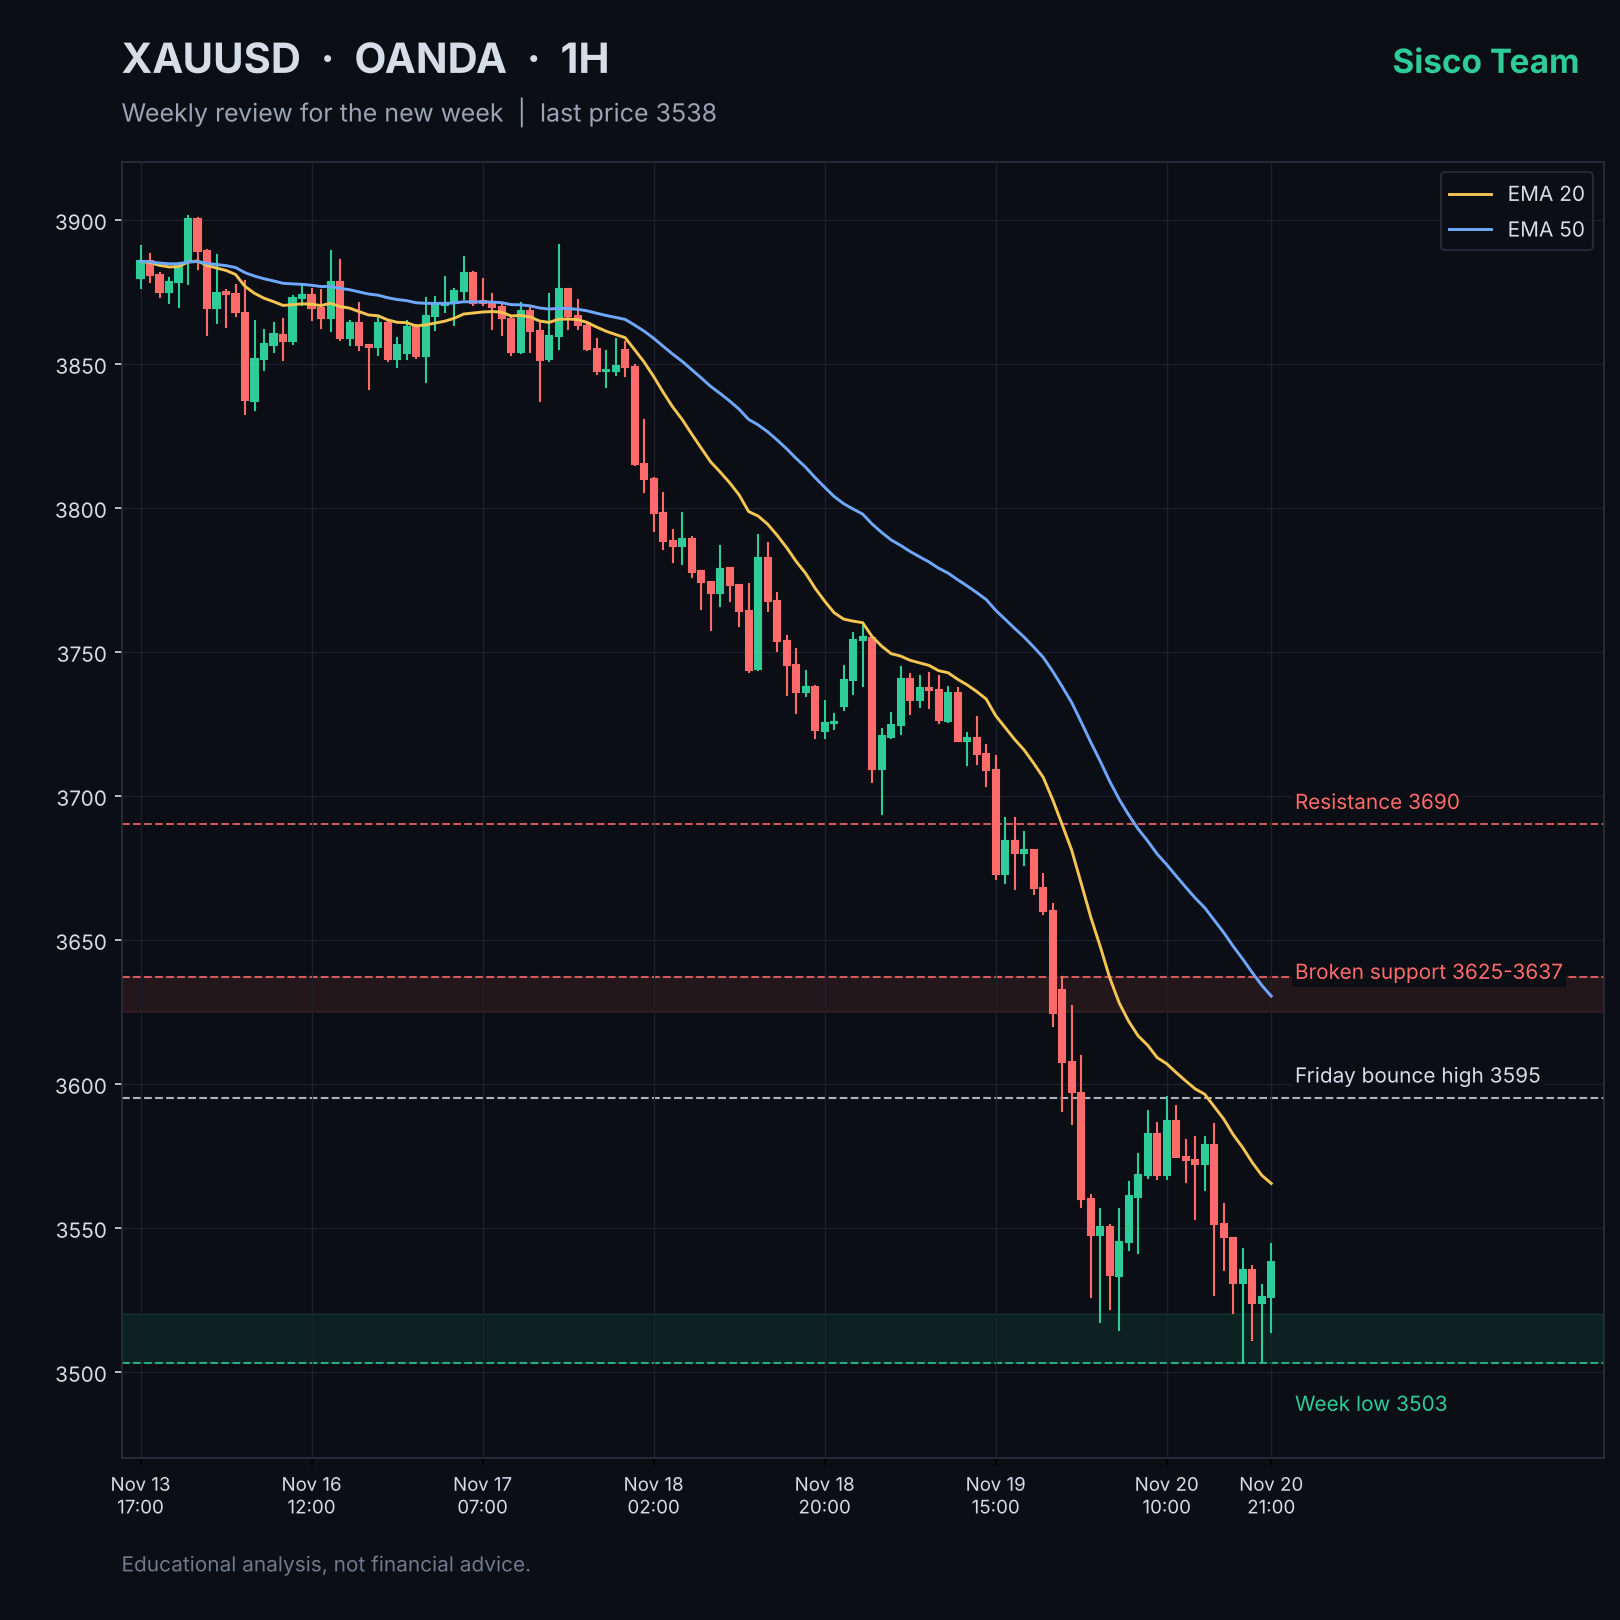 XAUUSD · OANDA · 1H
Sisco Team
Weekly review for the new week | last price 3538
EMA 20
EMA 50
3900
3850
3800
3750
3700
3650
3600
3550
3500
Resistance 3690
Broken support 3625-3637
Friday bounce high 3595
Week low 3503
Nov 13 17:00
Nov 16 12:00
Nov 17 07:00
Nov 18 02:00
Nov 18 20:00
Nov 19 15:00
Nov 20 10:00
Nov 20 21:00
Educational analysis, not financial advice.